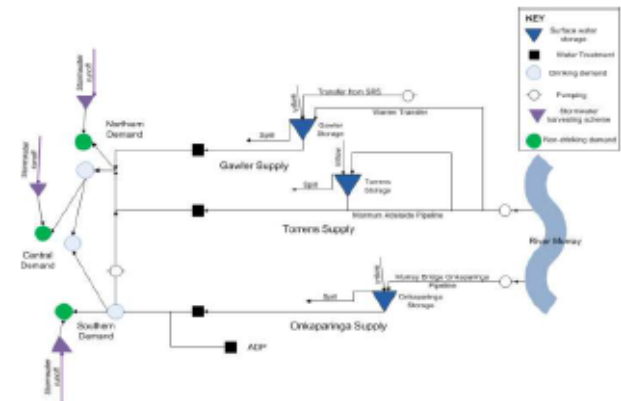 KEY
Surface water
storage
Water Treatment
Drinking demand
Pumping
Stormwater
harvesting scheme
Non-drinking demand
Stormwater
runoff
Northern
Demand
Transfer from SRS
Warren Transfer
Inflow
Spill
Gawler
Storage
Gawler Supply
Stormwater
runoff
Inflow
Spill
Torrens
Storage
Mannum Adelaide Pipeline
Torrens Supply
River Murray
Central
Demand
Inflow
Murray Bridge Onkaparinga
Pipeline
Spill
Onkaparinga
Storage
Onkaparinga Supply
Southern
Demand
ADP
Stormwater
runoff